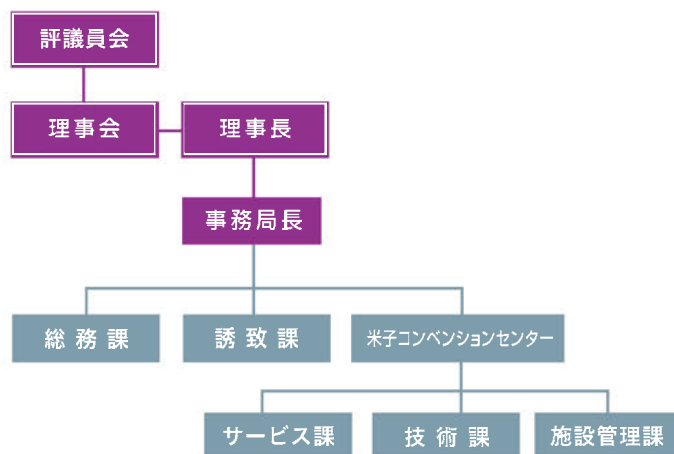 評議員会
理事会
理事長
事務局長
総務課
誘致課
米子コンベンションセンター
サービス課
技術課
施設管理課